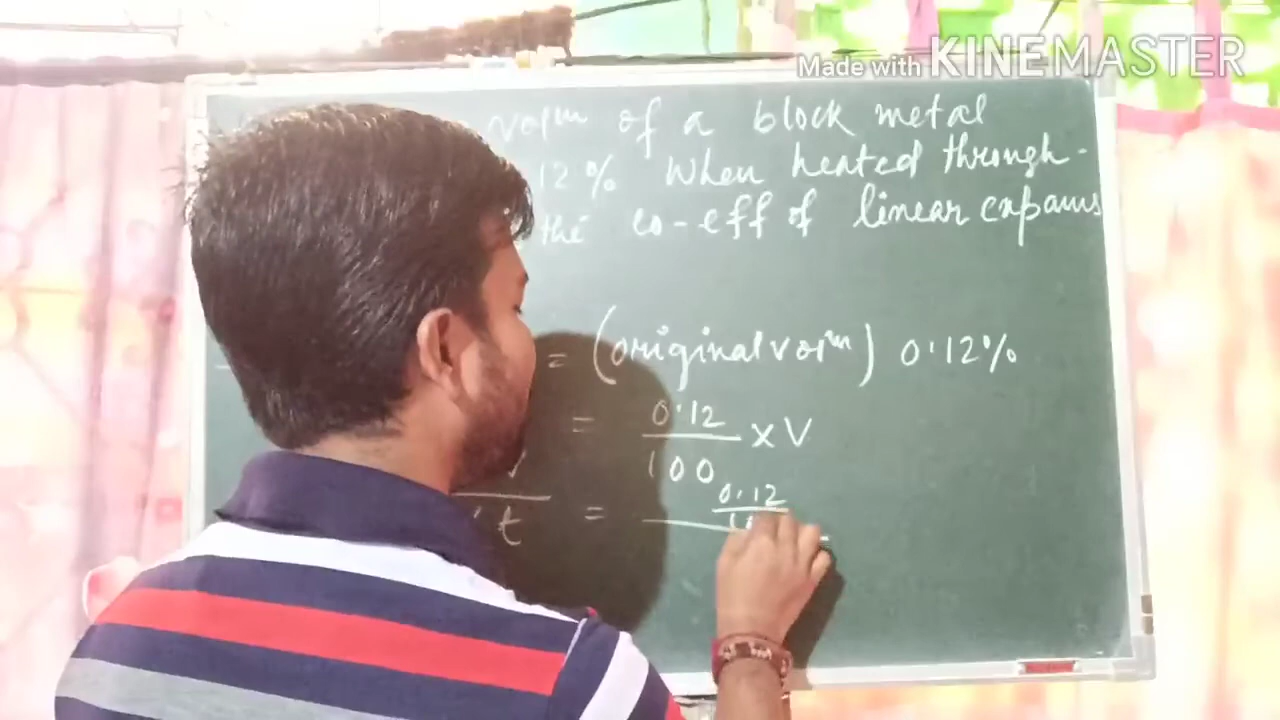 Made with KINEMASTER
volm of a block metal
12% When heated through-
the co-eff of linear expans
= (original volm) 0.12%
= 0.12
100 x V
t = 0.12